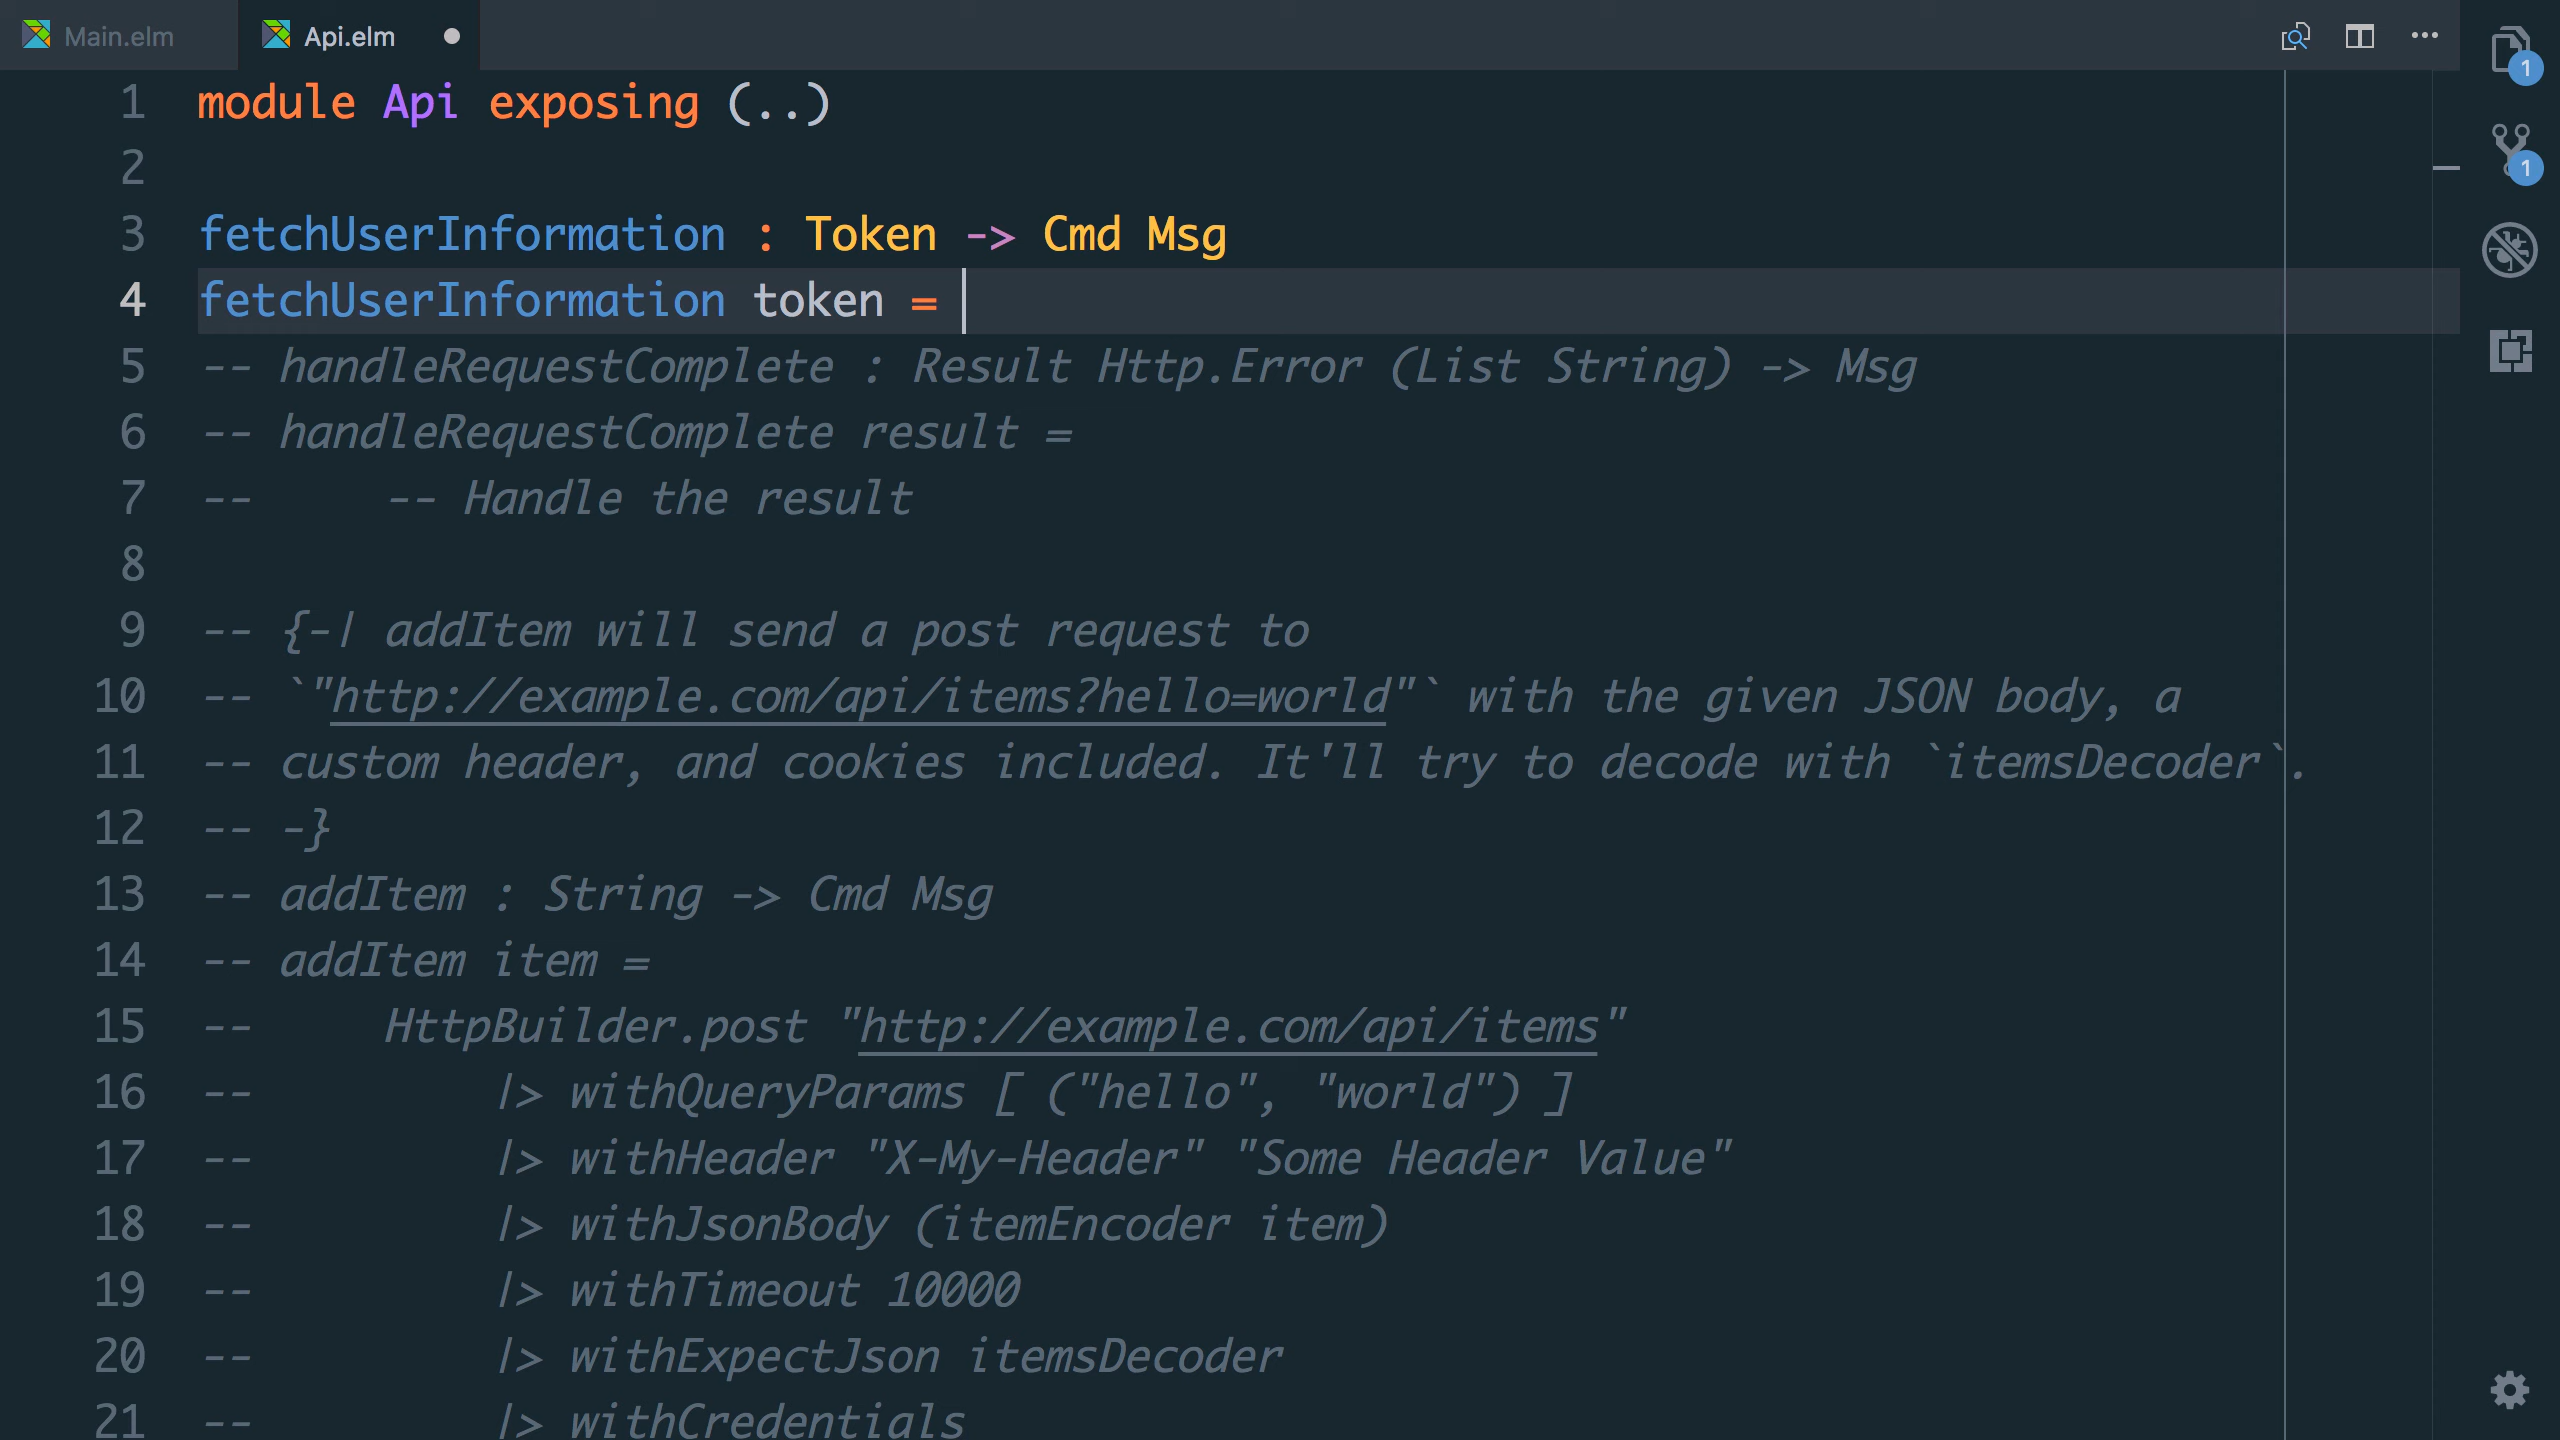 Main.elm
Api.elm
1 module Api exposing (..)
2
3 fetchUserInformation : Token -> Cmd Msg
4 fetchUserInformation token =
5 -- handleRequestComplete : Result Http.Error (List String) -> Msg
6 -- handleRequestComplete result =
7 --     -- Handle the result
8
9 -- {-| addItem will send a post request to
10 -- `"http://example.com/api/items?hello=world"` with the given JSON body, a
11 -- custom header, and cookies included. It'll try to decode with `itemsDecoder`.
12 -- -}
13 -- addItem : String -> Cmd Msg
14 -- addItem item =
15 --     HttpBuilder.post "http://example.com/api/items"
16 --         |> withQueryParams [ ("hello", "world") ]
17 --         |> withHeader "X-My-Header" "Some Header Value"
18 --         |> withJsonBody (itemEncoder item)
19 --         |> withTimeout 10000
20 --         |> withExpectJson itemsDecoder
21 --         |> withCredentials
1
1